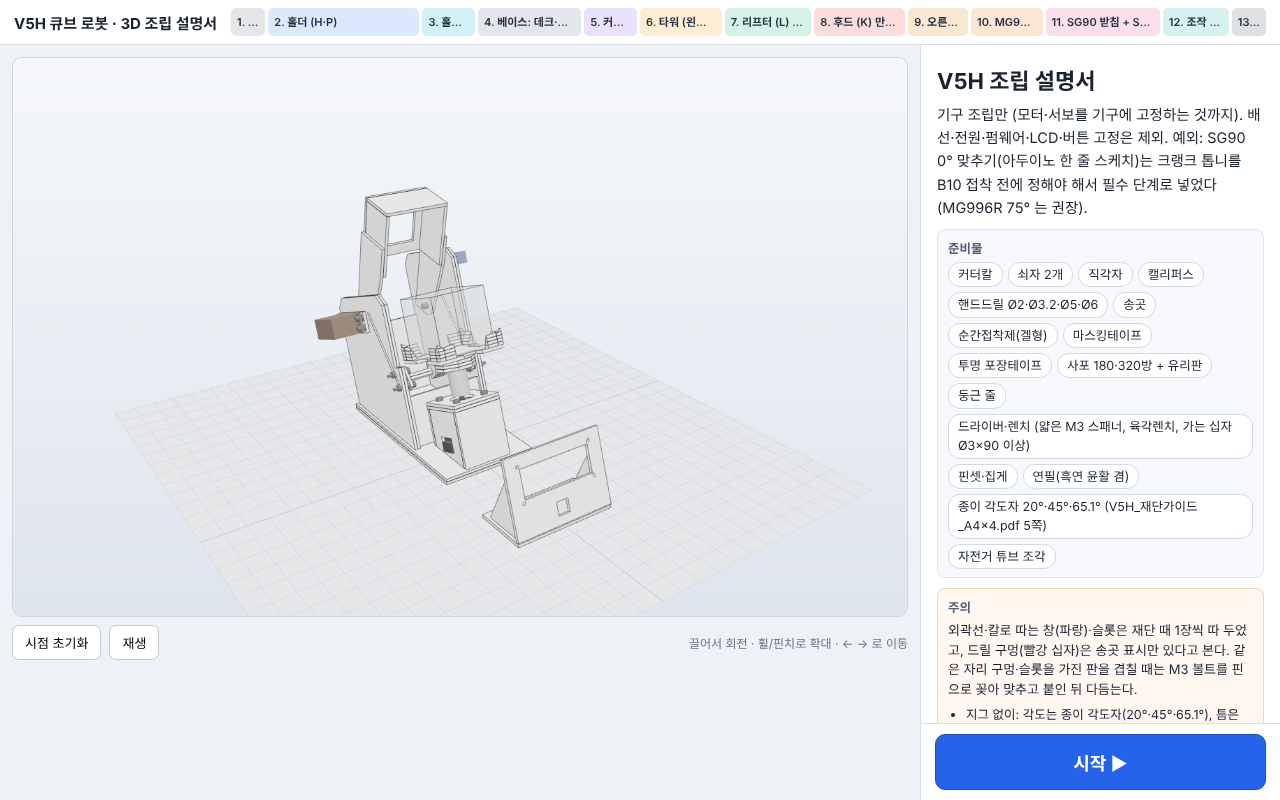 V5H 큐브 로봇 · 3D 조립 설명서
1. ...
2. 홀더 (H·P)
3. 홀...
4. 베이스: 데크·...
5. 커...
6. 타워 (왼...
7. 리프터 (L) ...
8. 후드 (K) 만...
9. 오른...
10. MG9...
11. SG90 받침 + S...
12. 조작 ...
13...
V5H 조립 설명서
기구 조립만 (모터·서보를 기구에 고정하는 것까지). 배
선·전원·펌웨어·LCD·버튼 고정은 제외. 예외: SG90
0° 맞추기(아두이노 한 줄 스케치)는 크랭크 톱니를
B10 접착 전에 정해야 해서 필수 단계로 넣었다
(MG996R 75° 는 권장).
준비물
커터칼 쇠자 2개 직각자 캘리퍼스
핸드드릴 Ø2·Ø3.2·Ø5·Ø6 송곳
순간접착제(겔형) 마스킹테이프
투명 포장테이프 사포 180·320방 + 유리판
둥근 줄
드라이버·렌치 (얇은 M3 스패너, 육각렌치, 가는 십자
Ø3×90 이상)
핀셋·집게 연필(흑연 윤활 겸)
종이 각도자 20°·45°·65.1° (V5H_재단가이드
_A4×4.pdf 5쪽)
자전거 튜브 조각
주의
외곽선·칼로 따는 창(파랑)·슬롯은 재단 때 1장씩 따 두었
고, 드릴 구멍(빨강 십자)은 송곳 표시만 있다고 본다. 같
은 자리 구멍·슬롯을 가진 판을 겹칠 때는 M3 볼트를 핀
으로 꽂아 맞추고 붙인 뒤 다듬는다.
• 지그 없이: 각도는 종이 각도자(20°·45°·65.1°), 틈은
시점 초기화
재생
끌어서 회전 · 휠/핀치로 확대 · ← → 로 이동
시작 ▶